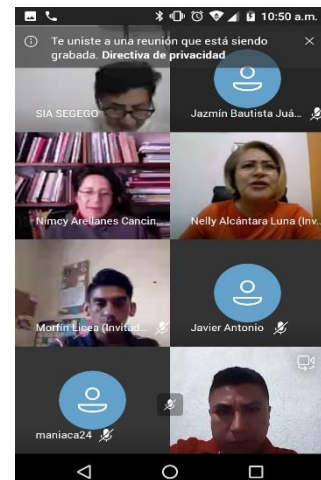 10:50 a.m.
Te uniste a una reunión que está siendo
grabada. Directiva de privacidad
SIA SEGEGO
Jazmín Bautista Juá...
Nimcy Arellanes Cancin...
Nelly Alcántara Luna (Inv...
Morfín Licea (Invitad...
Javier Antonio
maniaca24